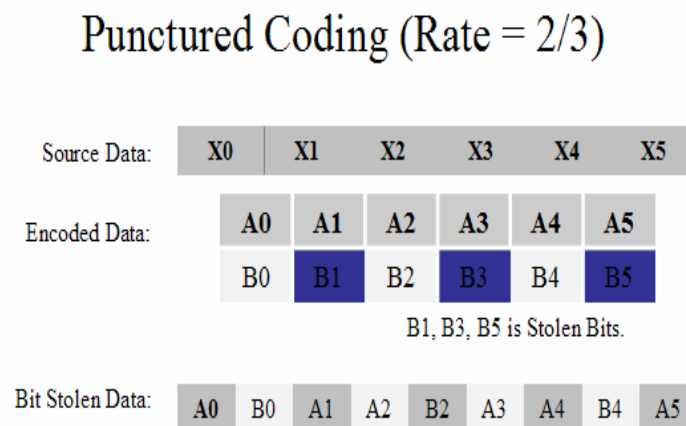 Punctured Coding (Rate = 2/3)
Source Data: X0 X1 X2 X3 X4 X5
Encoded Data: A0 A1 A2 A3 A4 A5
B0 B1 B2 B3 B4 B5
B1, B3, B5 is Stolen Bits.
Bit Stolen Data: A0 B0 A1 A2 B2 A3 A4 B4 A5